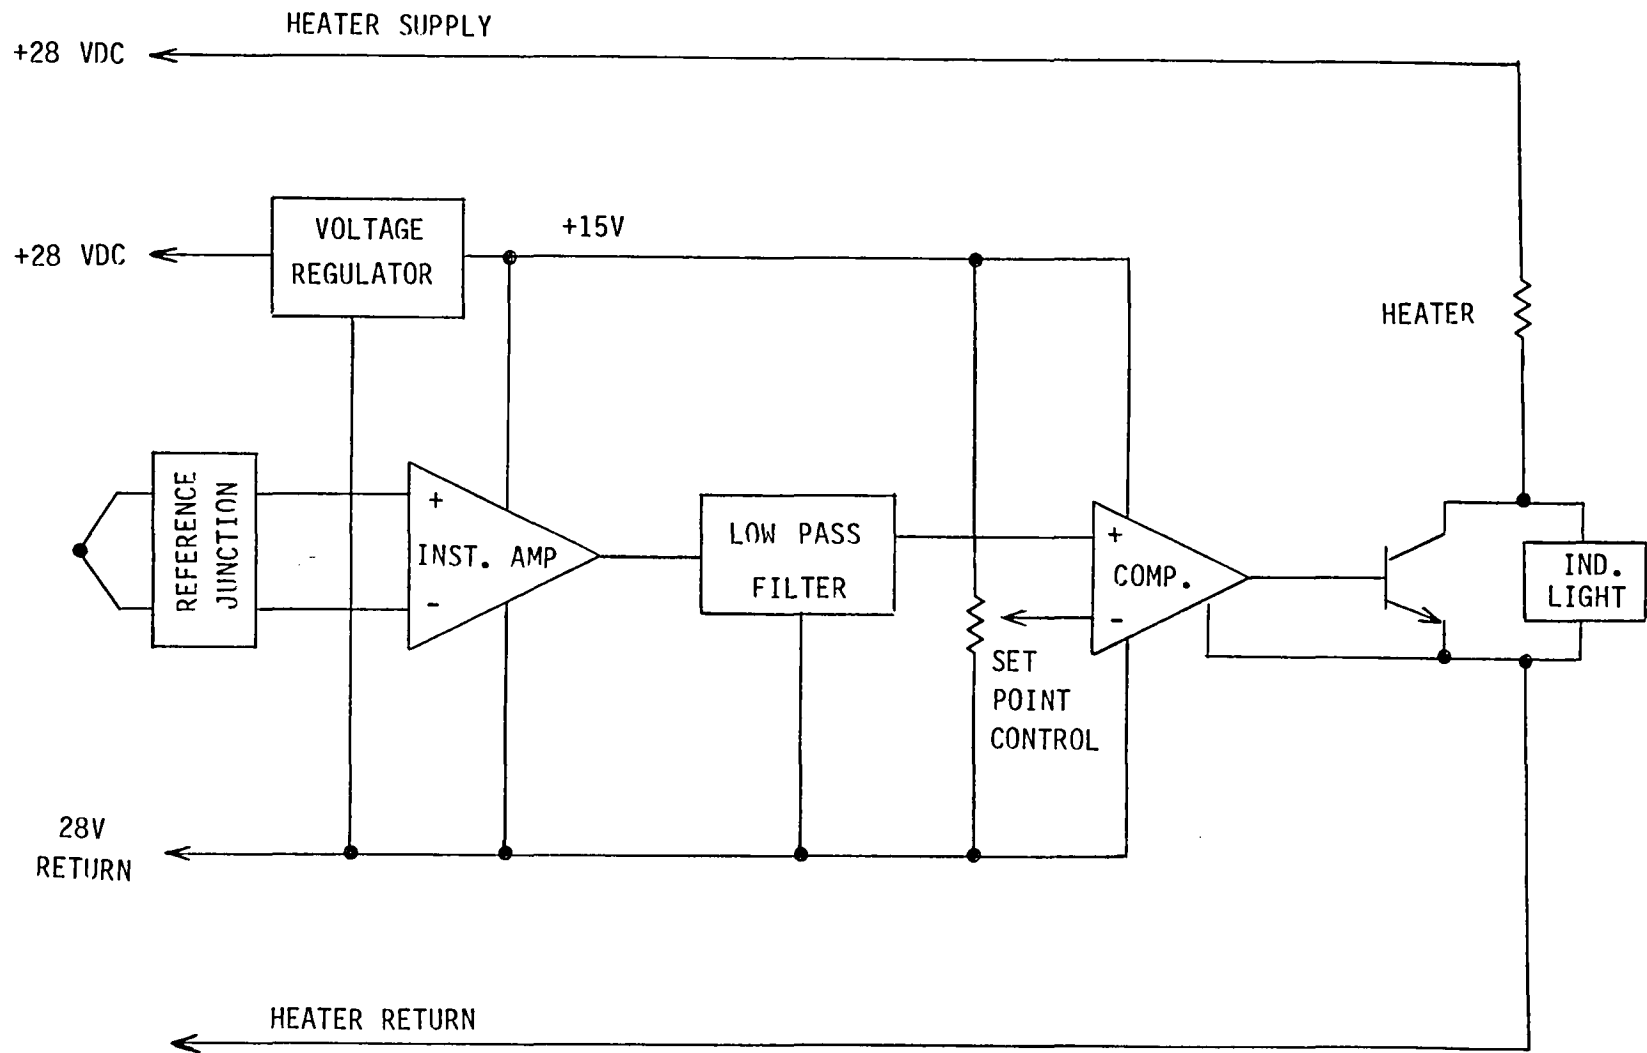 HEATER SUPPLY
+28 VDC
VOLTAGE
REGULATOR
+15V
+28 VDC
HEATER
REFERENCE
JUNCTION
+
INST. AMP
-
LOW PASS
FILTER
+
COMP.
-
IND.
LIGHT
SET
POINT
CONTROL
28V
RETURN
HEATER RETURN